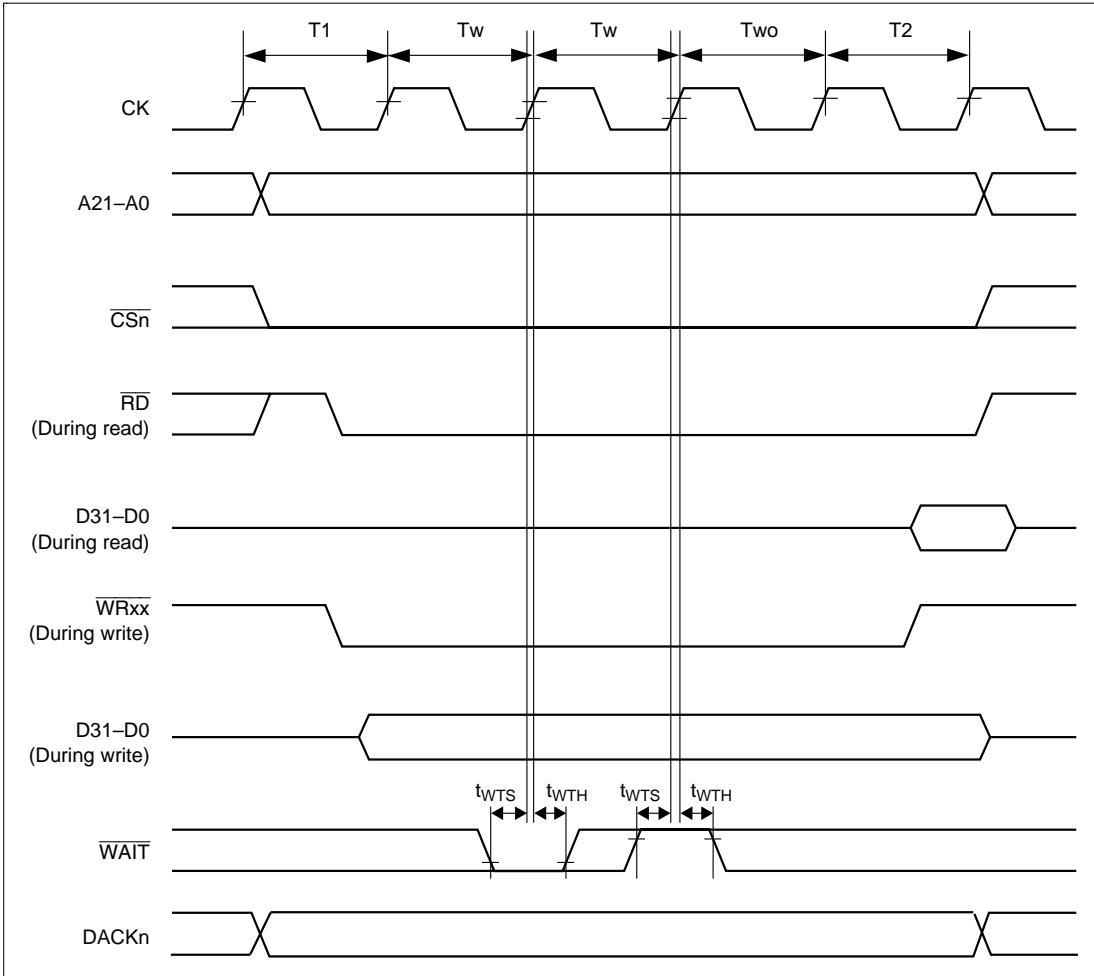 T1 Tw Tw Two T2
CK
A21–A0
CSn
RD
(During read)
D31–D0
(During read)
WRxx
(During write)
D31–D0
(During write)
tWTS tWTH tWTS tWTH
WAIT
DACKn